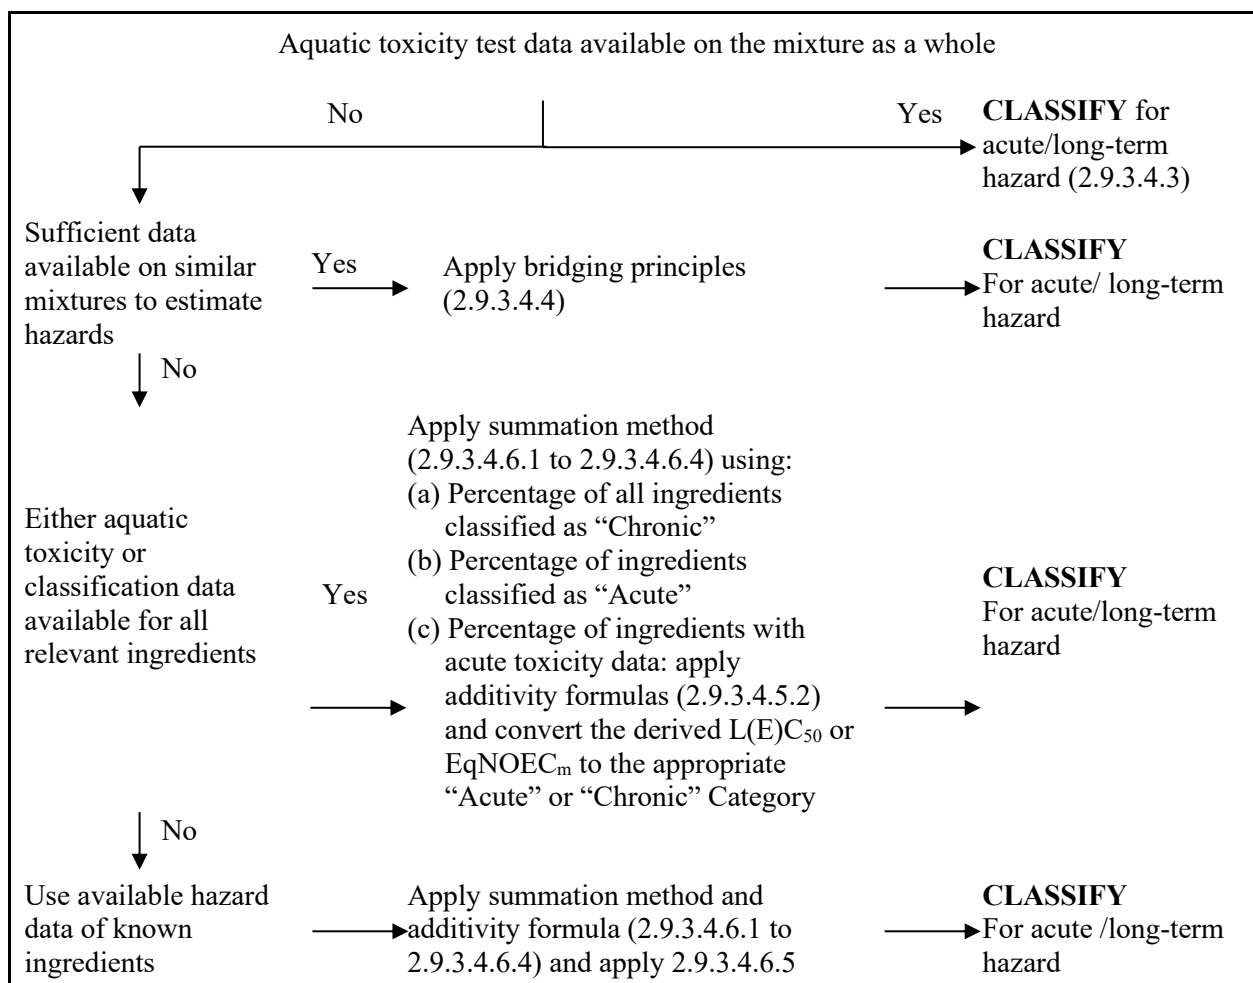 Aquatic toxicity test data available on the mixture as a whole
No
Yes
CLASSIFY for
acute/long-term
hazard (2.9.3.4.3)
Sufficient data
available on similar
mixtures to estimate
hazards
Yes
Apply bridging principles
(2.9.3.4.4)
CLASSIFY
For acute/ long-term
hazard
No
Either aquatic
toxicity or
classification data
available for all
relevant ingredients
Yes
Apply summation method
(2.9.3.4.6.1 to 2.9.3.4.6.4) using:
(a) Percentage of all ingredients
classified as “Chronic”
(b) Percentage of ingredients
classified as “Acute”
(c) Percentage of ingredients with
acute toxicity data: apply
additivity formulas (2.9.3.4.5.2)
and convert the derived L(E)C₅₀ or
EqNOECₘ to the appropriate
“Acute” or “Chronic” Category
CLASSIFY
For acute/long-term
hazard
No
Use available hazard
data of known
ingredients
Apply summation method and
additivity formula (2.9.3.4.6.1 to
2.9.3.4.6.4) and apply 2.9.3.4.6.5
CLASSIFY
For acute /long-term
hazard